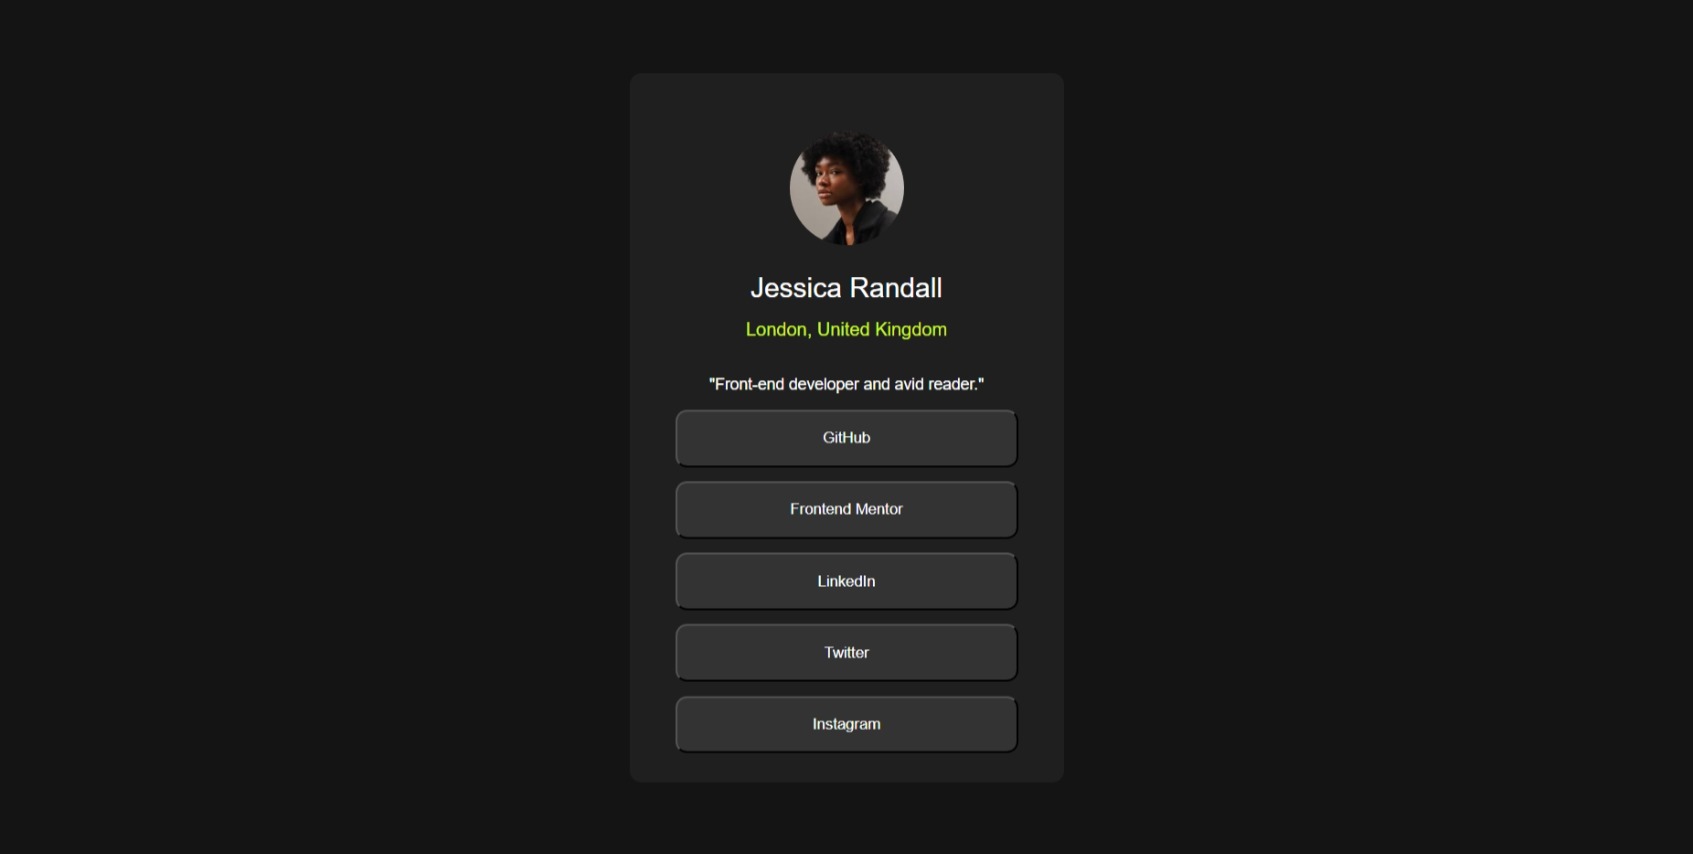 Jessica Randall
London, United Kingdom
"Front-end developer and avid reader."
GitHub
Frontend Mentor
LinkedIn
Twitter
Instagram